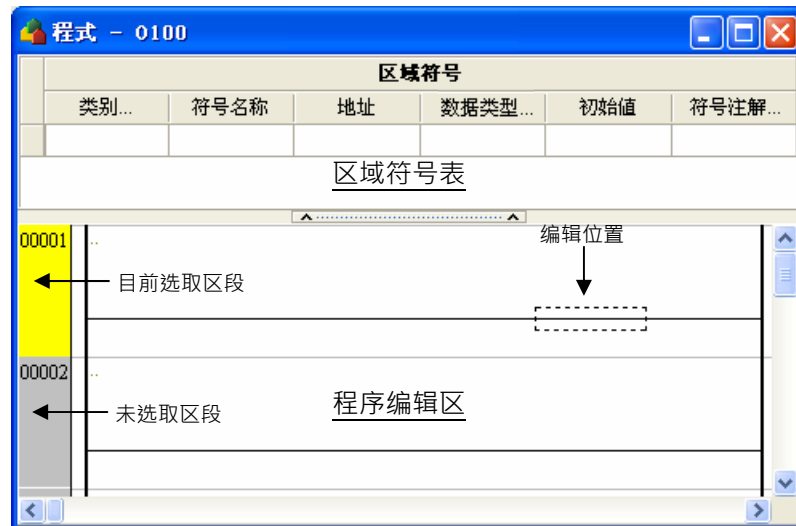 程式 - 0100
区域符号
类别... 符号名称 地址 数据类型... 初始值 符号注解...
区域符号表
00001 .. 编辑位置
目前选取区段
00002 ..
未选取区段 程序编辑区